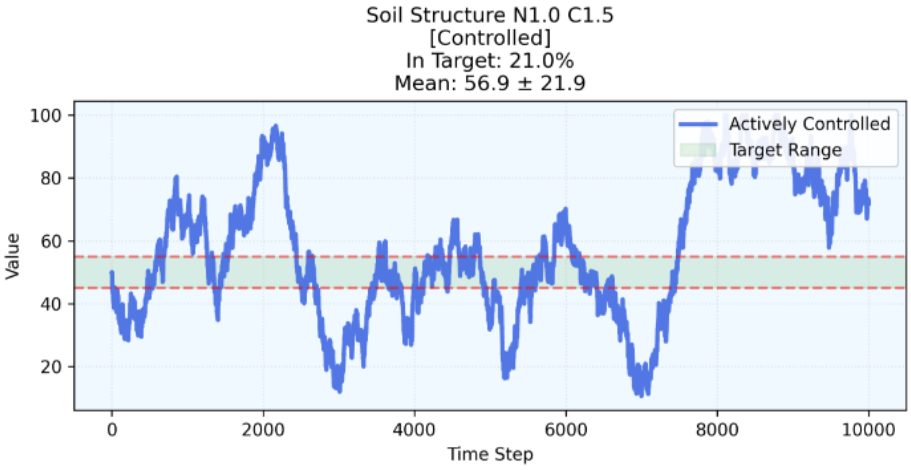 Soil Structure N1.0 C1.5
[Controlled]
In Target: 21.0%
Mean: 56.9 ± 21.9
Actively Controlled
Target Range
100
80
60
40
20
Value
0 2000 4000 6000 8000 10000
Time Step